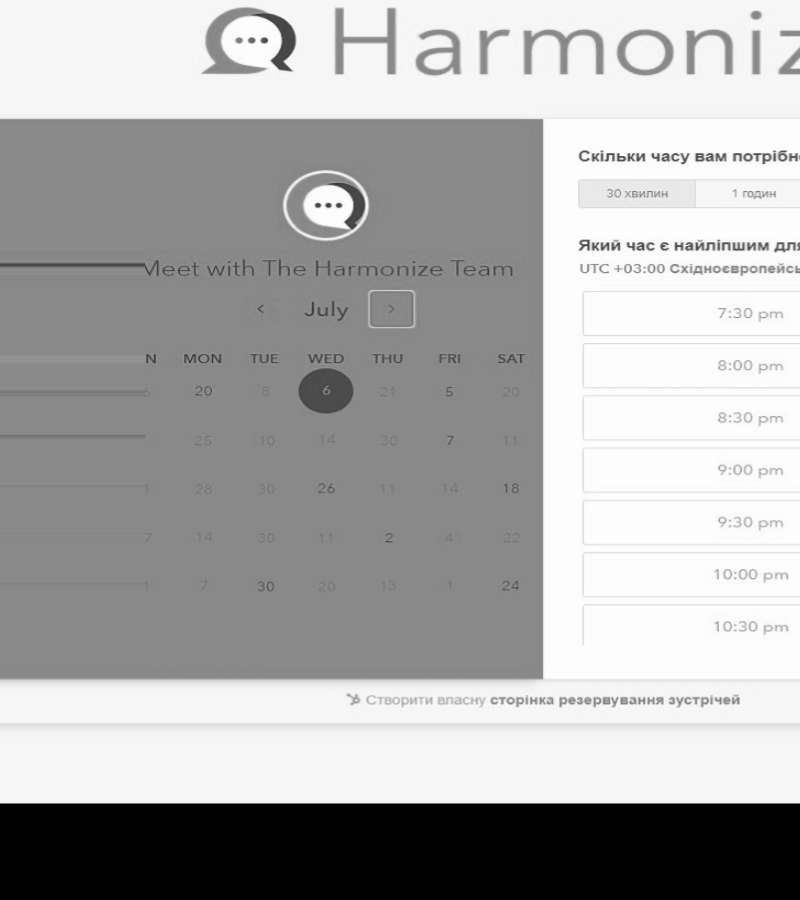 Harmoniz
Meet with The Harmonize Team
July
N MON TUE WED THU FRI SAT
6 20 8 6 21 5 20
25 10 14 30 7 11
1 28 30 26 11 14 18
7 14 30 11 2 4 22
1 7 30 20 13 1 24
Скільки часу вам потрібно
30 хвилин 1 годин
Який час є найліпшим для
UTC +03:00 Східноєвропейсь
7:30 pm
8:00 pm
8:30 pm
9:00 pm
9:30 pm
10:00 pm
10:30 pm
Створити власну сторінка резервування зустрічей